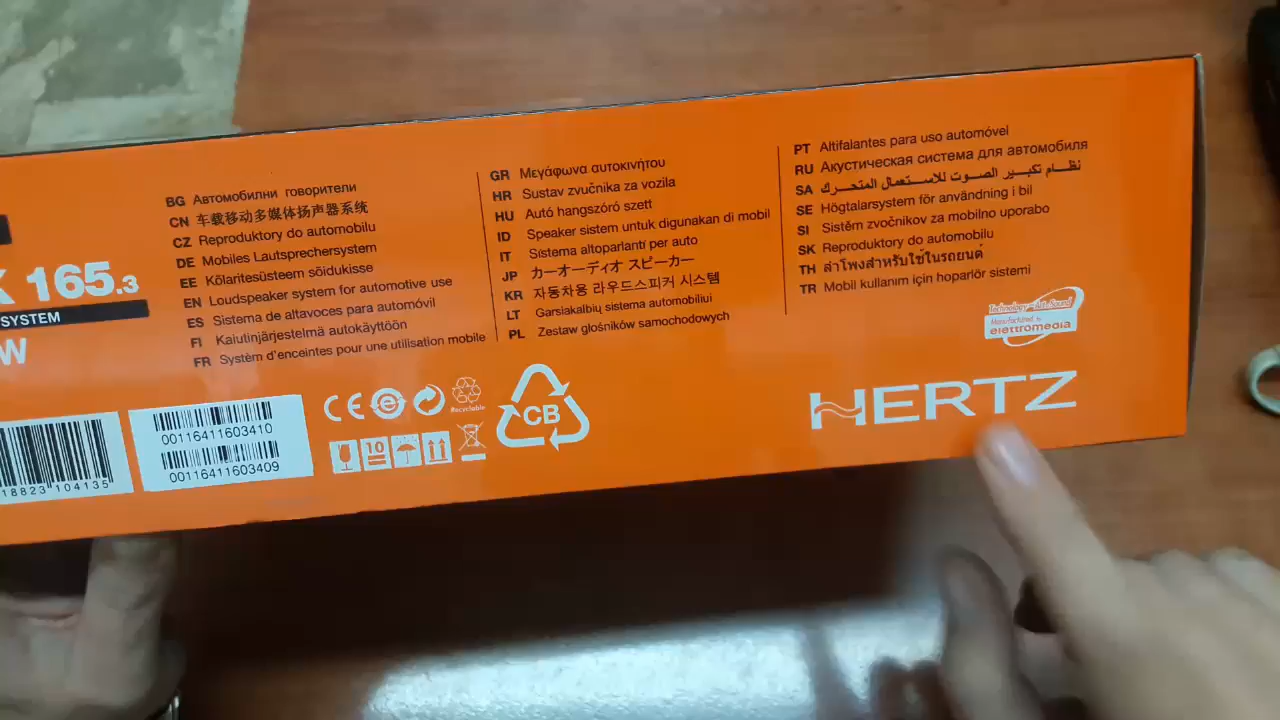 K 165.3
SYSTEM
W
BG Автомобилни говорители
CN 车载移动多媒体扬声器系统
CZ Reproduktory do automobilu
DE Mobiles Lautsprechersystem
EE Kõlaritesüsteem sõidukisse
EN Loudspeaker system for automotive use
ES Sistema de altavoces para automóvil
FI Kaiutinjärjestelmä autokäyttöön
FR Systèm d'enceintes pour une utilisation mobile
GR Μεγάφωνα αυτοκινήτου
HR Sustav zvučnika za vozila
HU Autó hangszóró szett
ID Speaker sistem untuk digunakan di mobil
IT Sistema altoparlanti per auto
JP カーオーディオ スピーカー
KR 자동차용 라우드스피커 시스템
LT Garsiakalbių sistema automobiliui
PL Zestaw głośników samochodowych
PT Altifalantes para uso automóvel
RU Акустическая система для автомобиля
SA نظام تكبير الصوت للاستعمال المتحرك
SE Högtalarsystem för användning i bil
SI Sistem zvočnikov za mobilno uporabo
SK Reproduktory do automobilu
TH ลำโพงสำหรับใช้ในรถยนต์
TR Mobil kullanım için hoparlör sistemi
18823 104135
00116411603410
00116411603409
CE
Recyclable
10
CB
Manufactured by
elettromedia
HERTZ